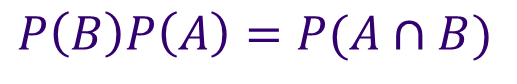 P(B)P(A) = P(A ∩ B)